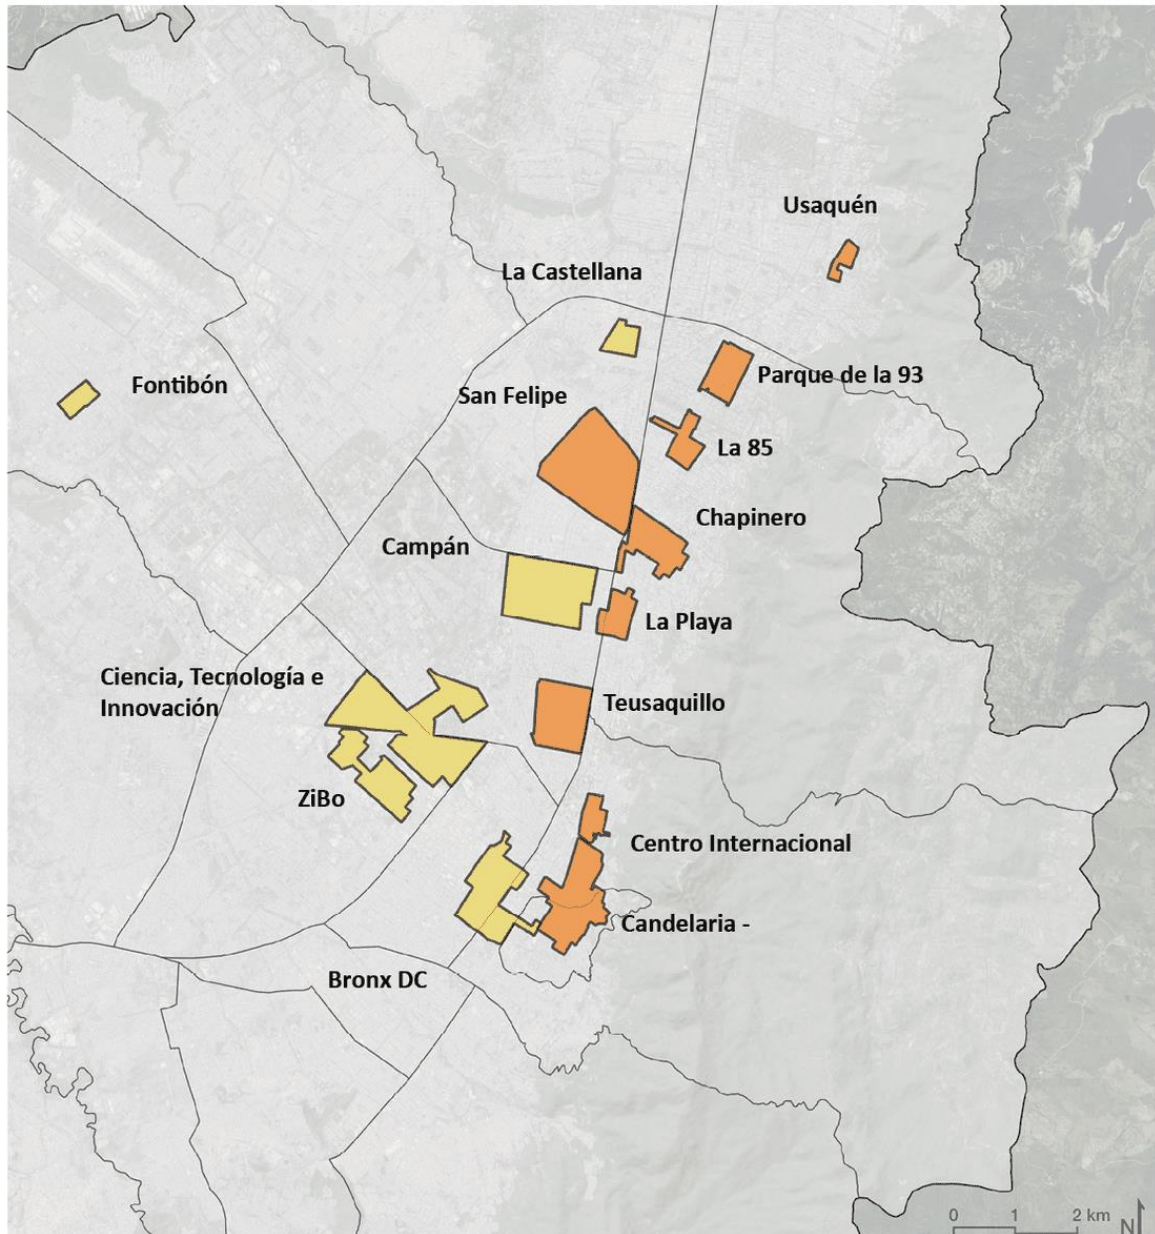 Usaquén
La Castellana
Parque de la 93
Fontibón
San Felipe
La 85
Chapinero
Campán
La Playa
Ciencia, Tecnología e
Innovación
Teusaquillo
ZiBo
Centro Internacional
Candelaria -
Bronx DC
0 1 2 km
N